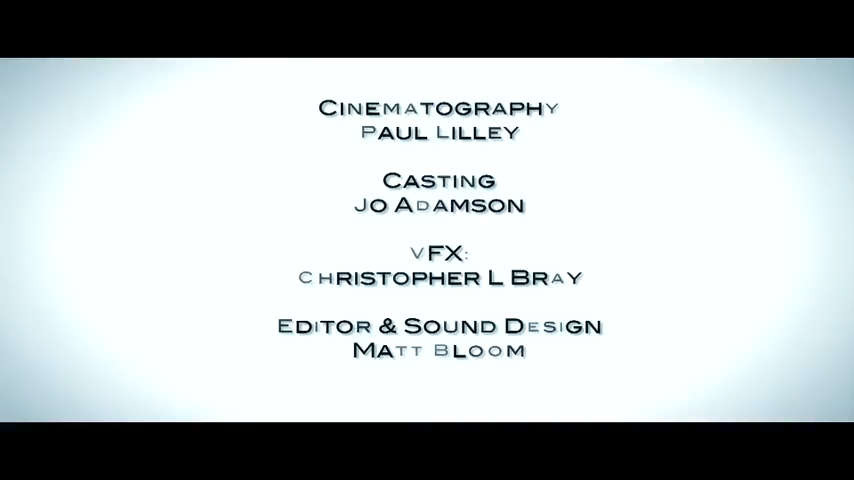 Cinematography
Paul Lilley
Casting
Jo Adamson
VFX:
Christopher L Bray
Editor & Sound Design
Matt Bloom